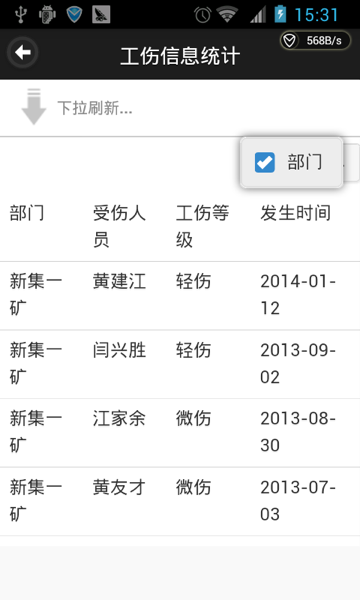 15:31
工伤信息统计
568B/s
下拉刷新...
部门
部门 受伤人员 工伤等级 发生时间
新集一矿 黄建江 轻伤 2014-01-12
新集一矿 闫兴胜 轻伤 2013-09-02
新集一矿 江家余 微伤 2013-08-30
新集一矿 黄友才 微伤 2013-07-03